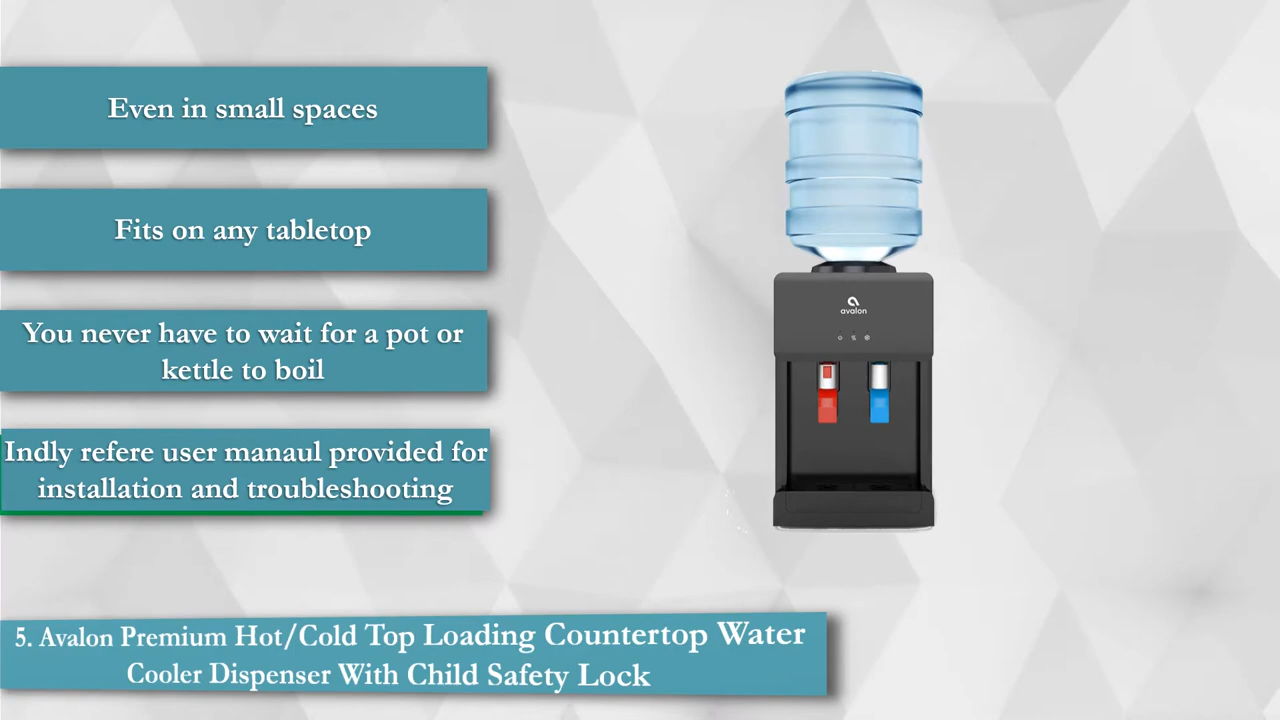 Even in small spaces
Fits on any tabletop
You never have to wait for a pot or
kettle to boil
Indly refere user manaul provided for
installation and troubleshooting
avalon
5. Avalon Premium Hot/Cold Top Loading Countertop Water
Cooler Dispenser With Child Safety Lock